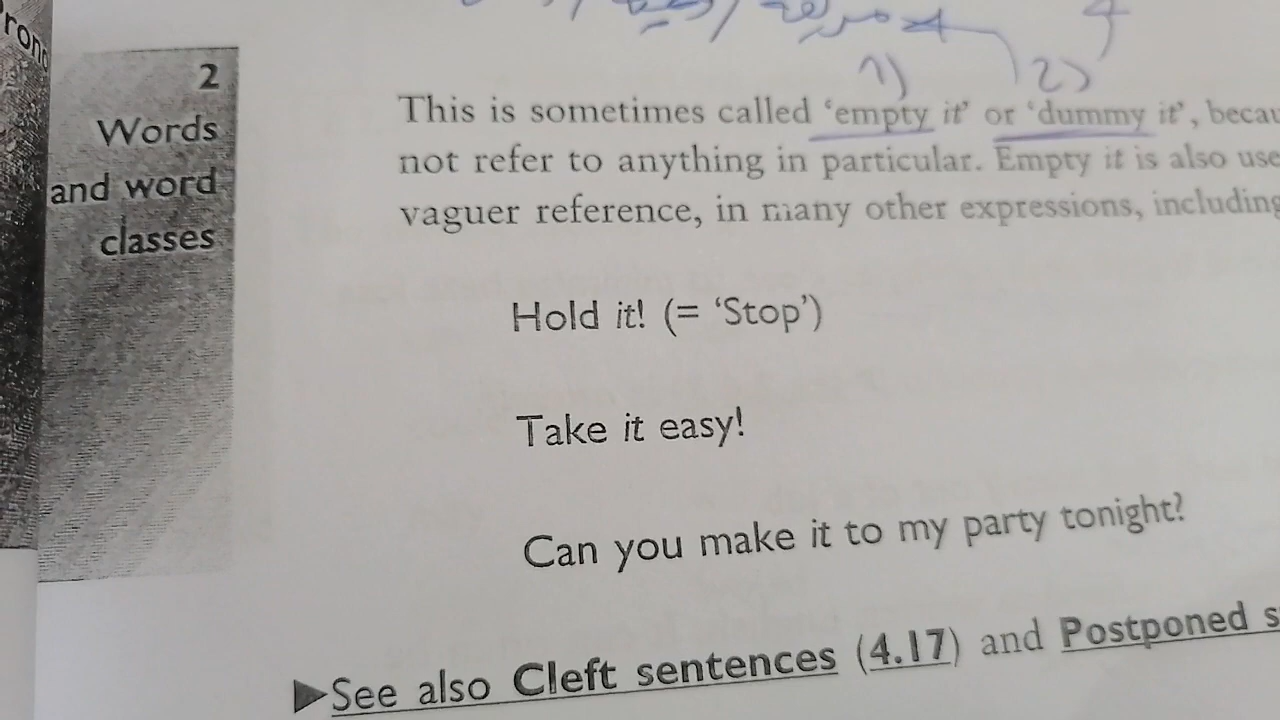 2
Words
and word
classes
1)
2)
This is sometimes called ‘empty it’ or ‘dummy it’, becau
not refer to anything in particular. Empty it is also use
vaguer reference, in many other expressions, including
Hold it! (= ‘Stop’)
Take it easy!
Can you make it to my party tonight?
▶See also Cleft sentences (4.17) and Postponed s